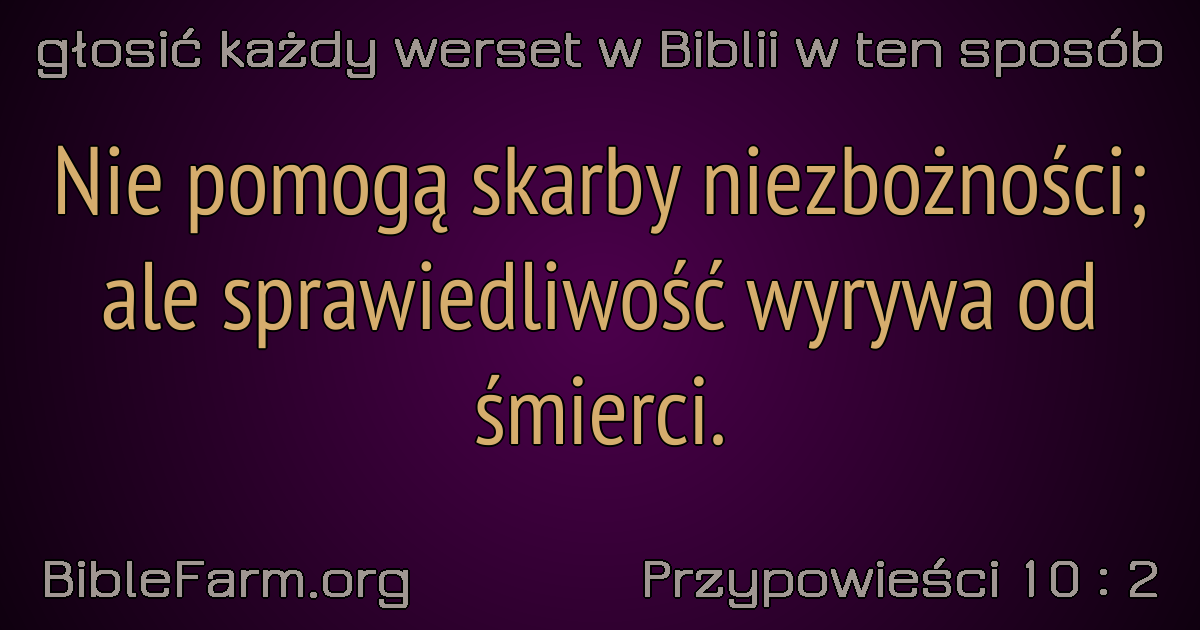 głosić każdy werset w Biblii w ten sposób
Nie pomogą skarby niezbożności;
ale sprawiedliwość wyrywa od
śmierci.
BibleFarm.org
Przypowieści 10 : 2